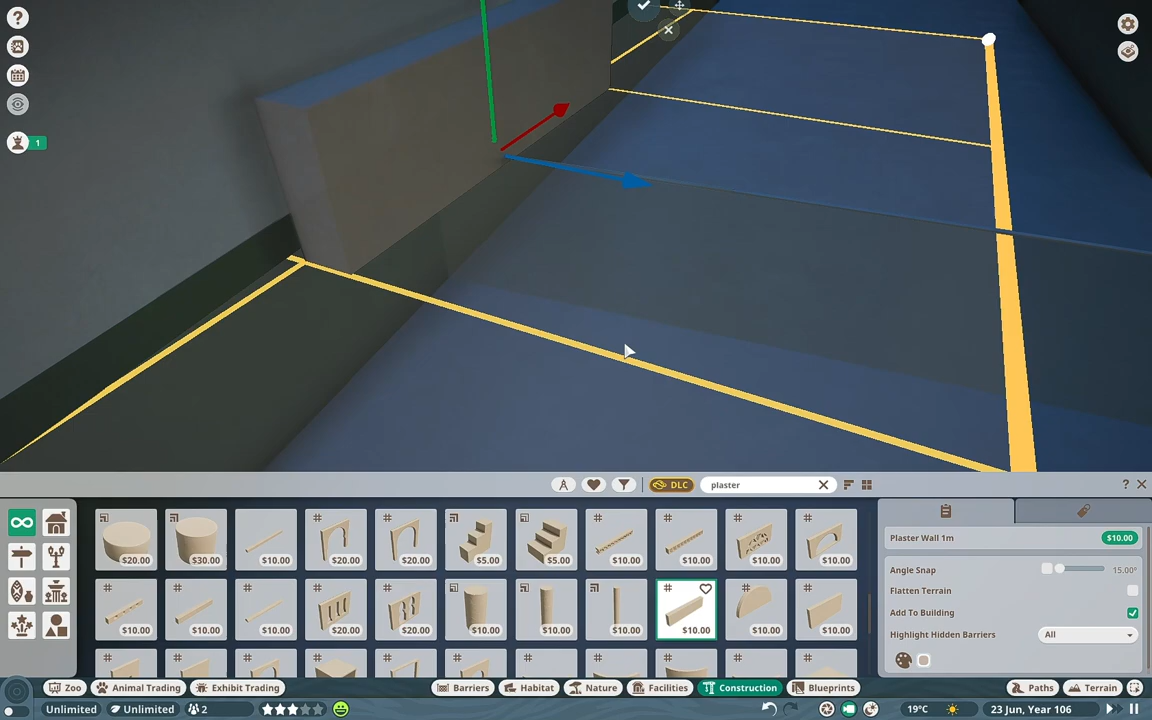 ?
1
DLC
plaster
?
$20.00
$30.00
$10.00
$20.00
$20.00
$5.00
$5.00
$10.00
$10.00
$10.00
$10.00
$10.00
$10.00
$10.00
$20.00
$20.00
$10.00
$10.00
$10.00
$10.00
$10.00
$10.00
Plaster Wall 1m
$10.00
Angle Snap
15.00°
Flatten Terrain
Add To Building
Highlight Hidden Barriers
All
Zoo
Animal Trading
Exhibit Trading
Barriers
Habitat
Nature
Facilities
Construction
Blueprints
Paths
Terrain
Unlimited
Unlimited
2
19°C
23 Jun, Year 106